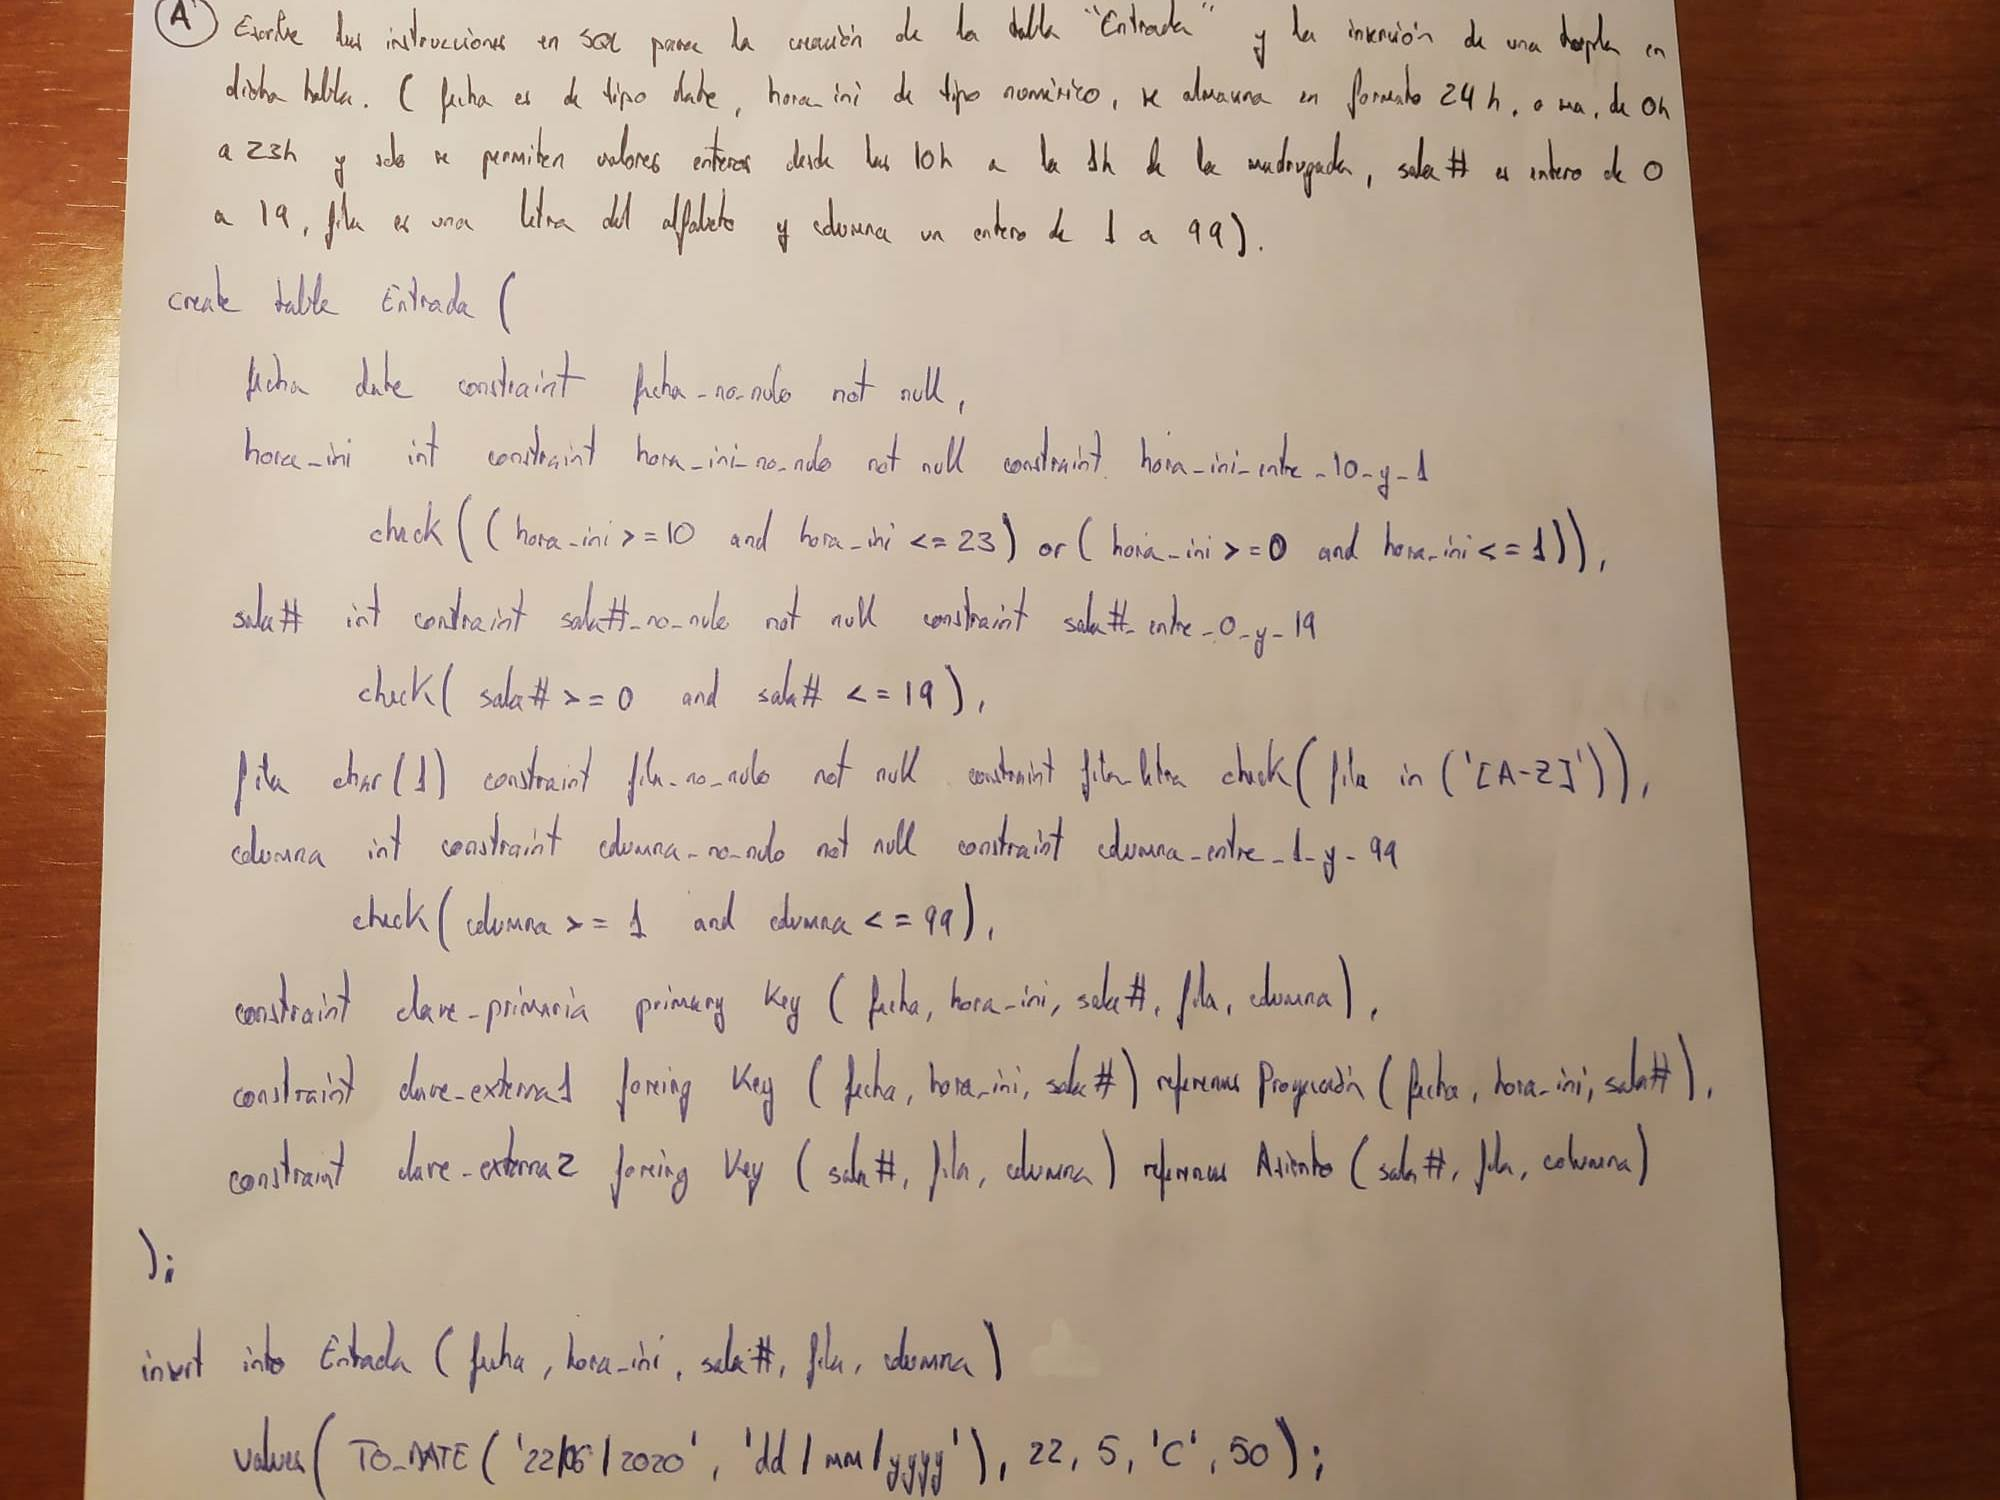 A) Escribe las instrucciones en SQL para la creación de la tabla "Entrada" y la inserción de una tupla en
dicha tabla. (fecha es de tipo date, hora_ini de tipo numérico, se almacena en formato 24h, o sea, de 0h
a 23h y solo se permiten valores enteros desde las 10h a la 1h de la madrugada, sala# es entero de 0
a 19, fila es una letra del alfabeto y columna un entero de 1 a 99).
create table Entrada (
fecha date constraint fecha_no_nulo not null,
hora_ini int constraint hora_ini_no_nulo not null constraint hora_ini_entre_10_y_1
check((hora_ini >=10 and hora_ini <=23) or (hora_ini >=0 and hora_ini <=1)),
sala# int constraint sala#_no_nulo not null constraint sala#_entre_0_y_19
check(sala# >=0 and sala# <=19),
fila char(1) constraint fila_no_nulo not null constraint fila_letra check(fila in ('[A-Z]')),
columna int constraint columna_no_nulo not null constraint columna_entre_1_y_99
check(columna >= 1 and columna <= 99),
constraint clave_primaria primary key (fecha, hora_ini, sala#, fila, columna),
constraint clave_externa1 foreing key (fecha, hora_ini, sala#) references Proyección (fecha, hora_ini, sala#),
constraint clave_externa2 foreing key (sala#, fila, columna) references Asiento (sala#, fila, columna)
);
insert into Entrada (fecha, hora_ini, sala#, fila, columna)
values(TO_DATE('22/06/2020', 'dd/mm/yyyy'), 22, 5, 'C', 50);